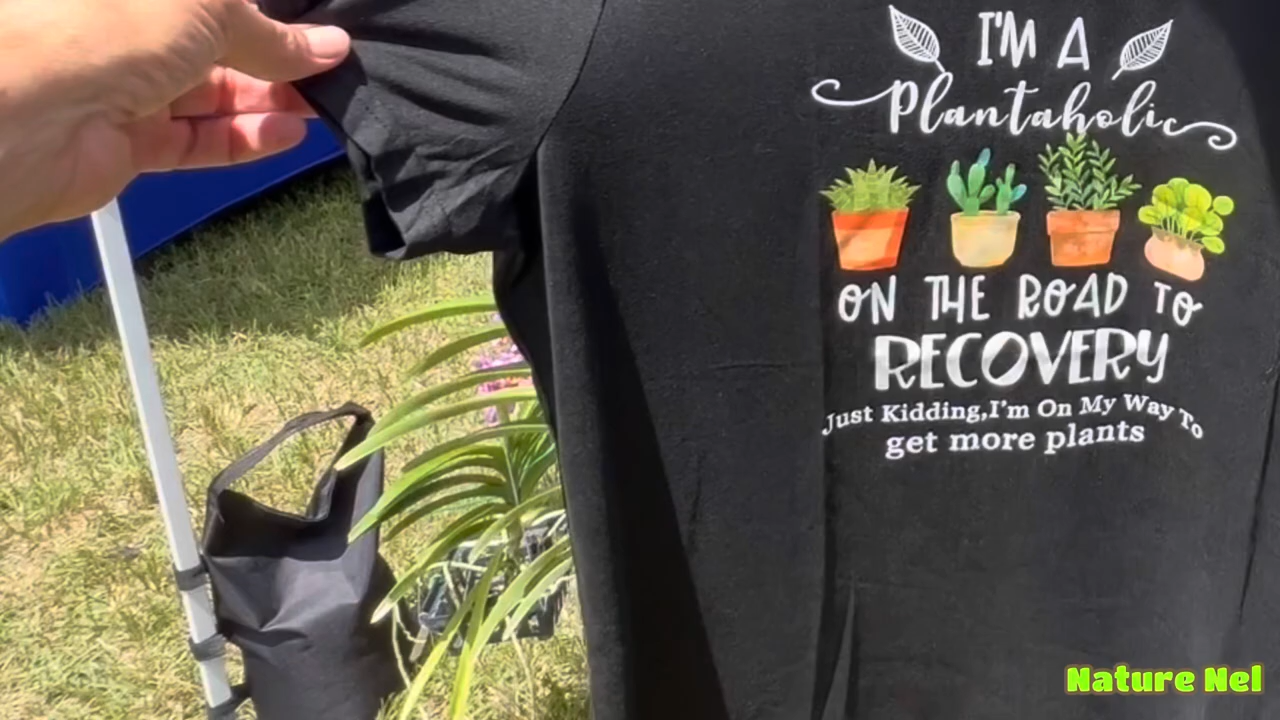 I'M A
Plantaholic
ON THE ROAD TO
RECOVERY
Just Kidding,I'm On My Way To
get more plants
Nature Nel